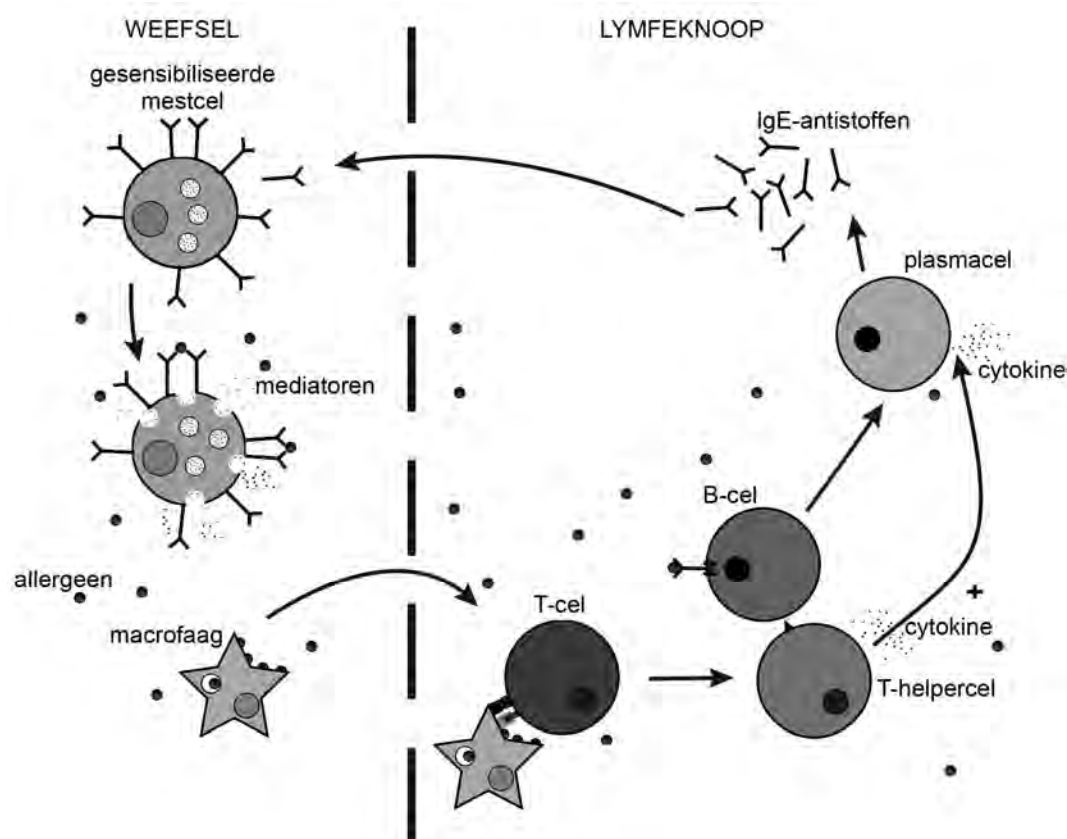 WEEFSEL
LYMFEKNOOP
gesensibiliseerde
mestcel
IgE-antistoffen
plasmacel
cytokine
mediatoren
B-cel
allergeen
macrofaag
T-cel
+
cytokine
T-helpercel